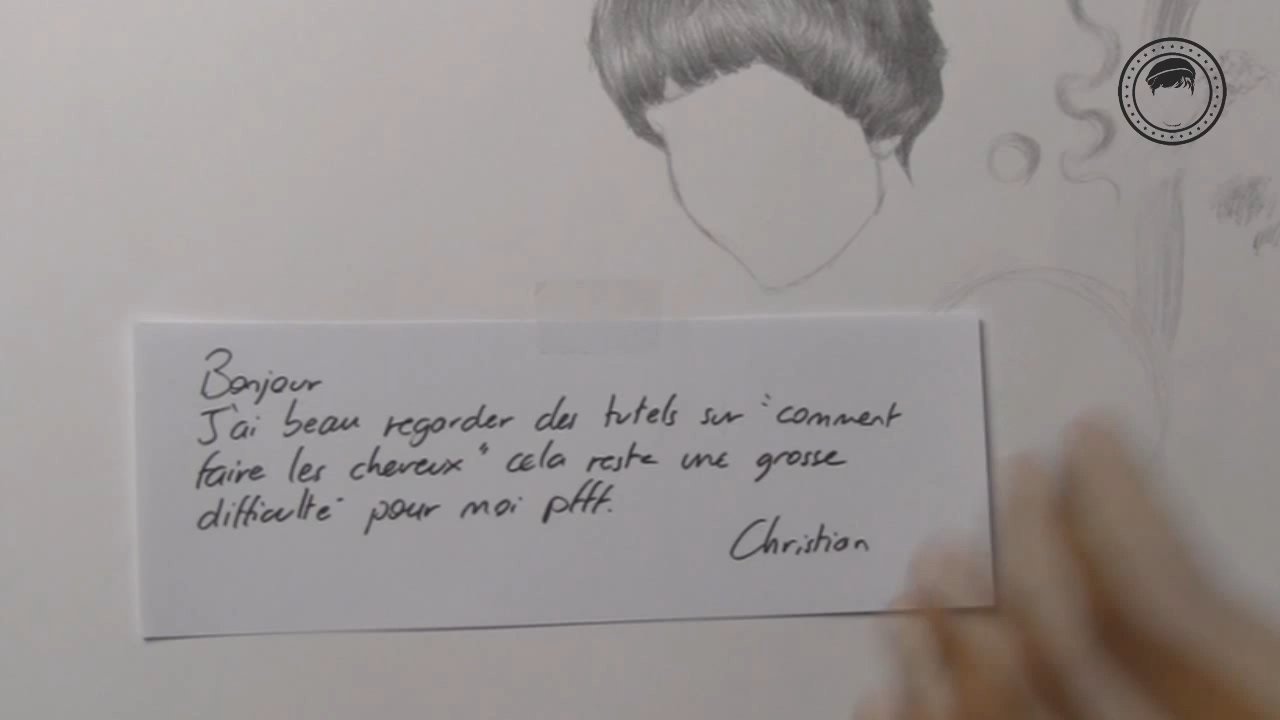 Bonjour
J'ai beau regarder des tutels sur "comment
faire les cheveux" cela reste une grosse
difficulté pour moi pfff.
Christian